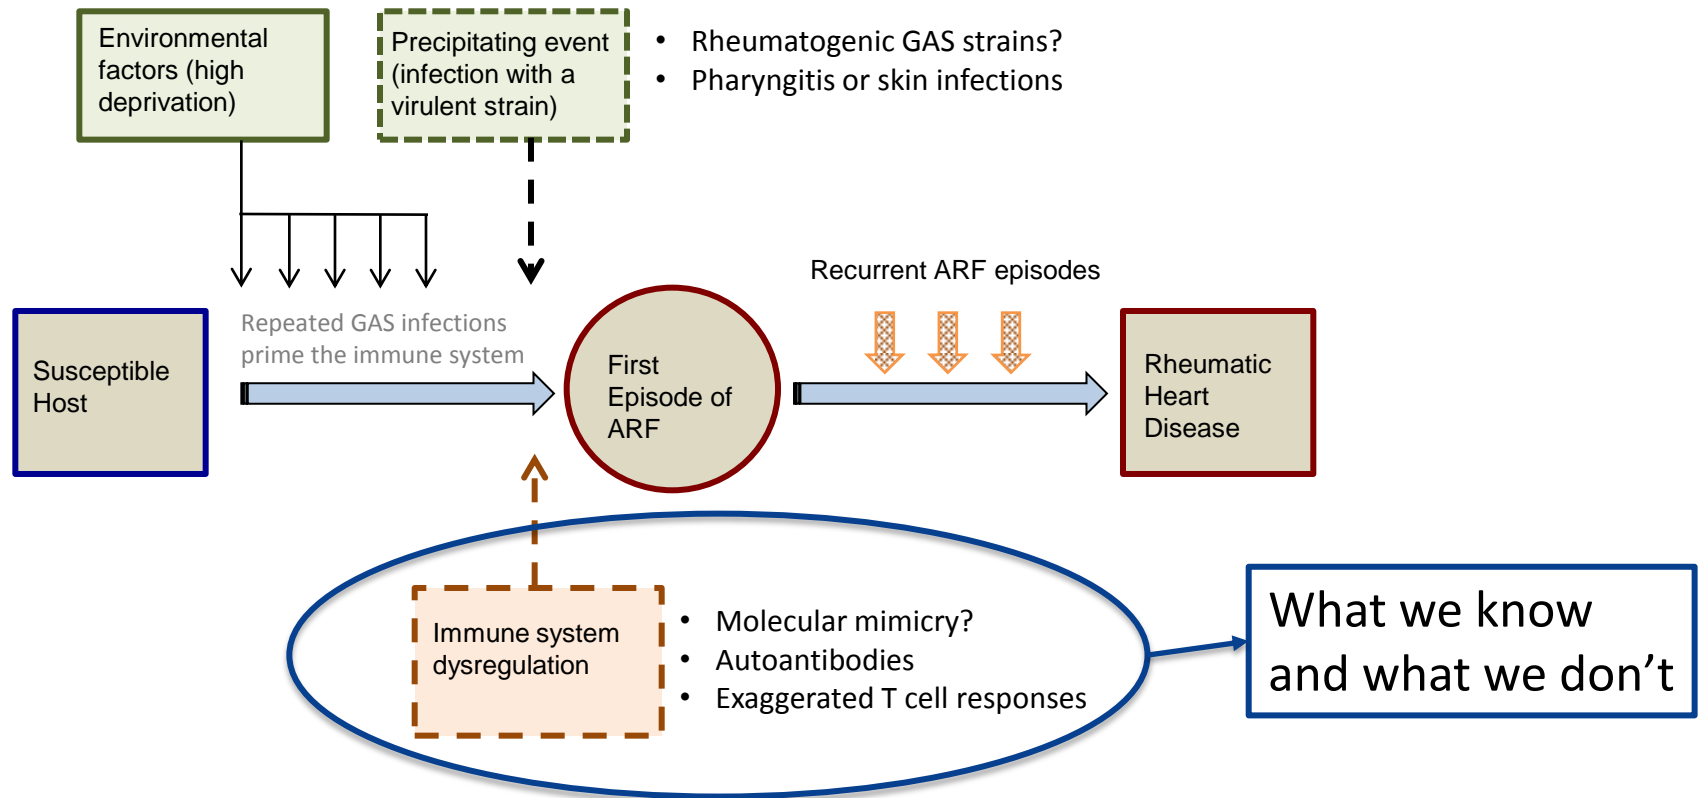 Environmental
factors (high
deprivation)
Precipitating event
(infection with a
virulent strain)
• Rheumatogenic GAS strains?
• Pharyngitis or skin infections
Recurrent ARF episodes
Repeated GAS infections
prime the immune system
Susceptible
Host
First
Episode of
ARF
Rheumatic
Heart
Disease
Immune system
dysregulation
• Molecular mimicry?
• Autoantibodies
• Exaggerated T cell responses
What we know
and what we don’t